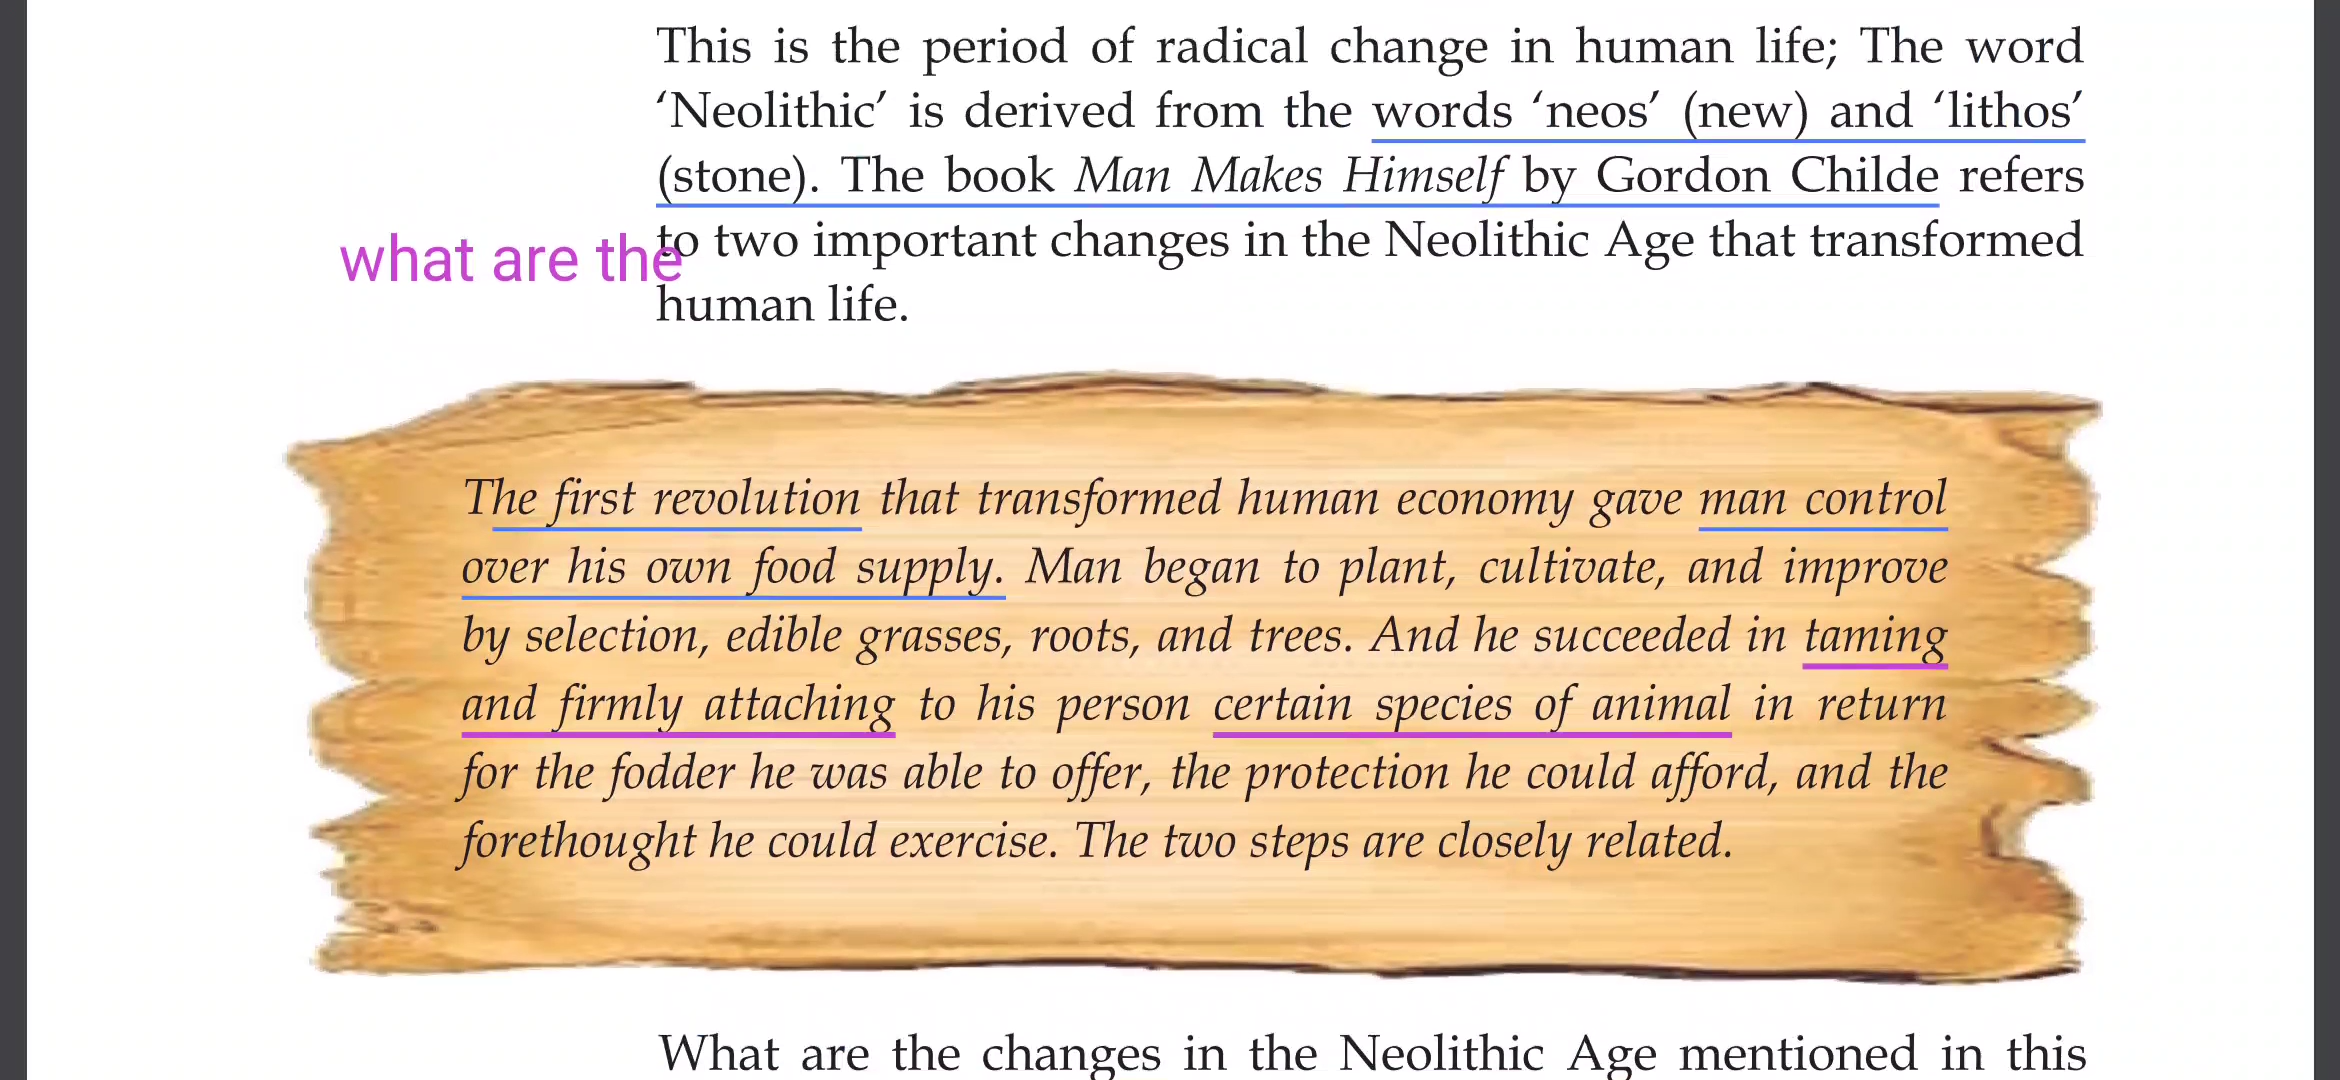 This is the period of radical change in human life; The word
‘Neolithic’ is derived from the words ‘neos’ (new) and ‘lithos’
(stone). The book Man Makes Himself by Gordon Childe refers
to two important changes in the Neolithic Age that transformed
what are the
human life.
The first revolution that transformed human economy gave man control
over his own food supply. Man began to plant, cultivate, and improve
by selection, edible grasses, roots, and trees. And he succeeded in taming
and firmly attaching to his person certain species of animal in return
for the fodder he was able to offer, the protection he could afford, and the
forethought he could exercise. The two steps are closely related.
What are the changes in the Neolithic Age mentioned in this